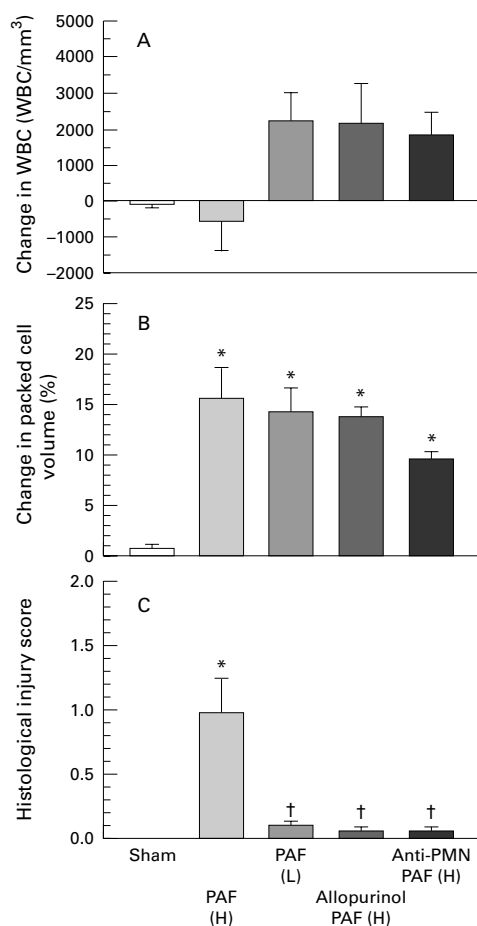 A
Change in WBC (WBC/mm³)
5000
4000
3000
2000
1000
0
–1000
–2000
B
Change in packed cell
volume (%)
25
20
15
10
5
0
*
*
*
*
C
Histological injury score
2.0
1.5
1.0
0.5
0.0
*
†
†
†
Sham
PAF
(H)
PAF
(L)
Allopurinol
PAF (H)
Anti-PMN
PAF (H)